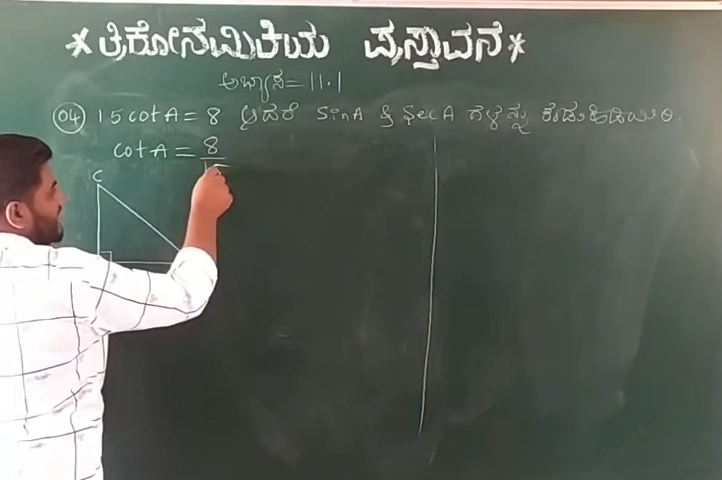 * ತ್ರಿಕೋನಮಿತಿಯ ಪ್ರಸ್ತಾವನೆ *
ಅಭ್ಯಾಸ = 11.1
04 15 cot A = 8 ಆದರೆ Sin A & Sec A ಗಳನ್ನು ಕಂಡುಹಿಡಿಯಿರಿ.
cot A = 8
C